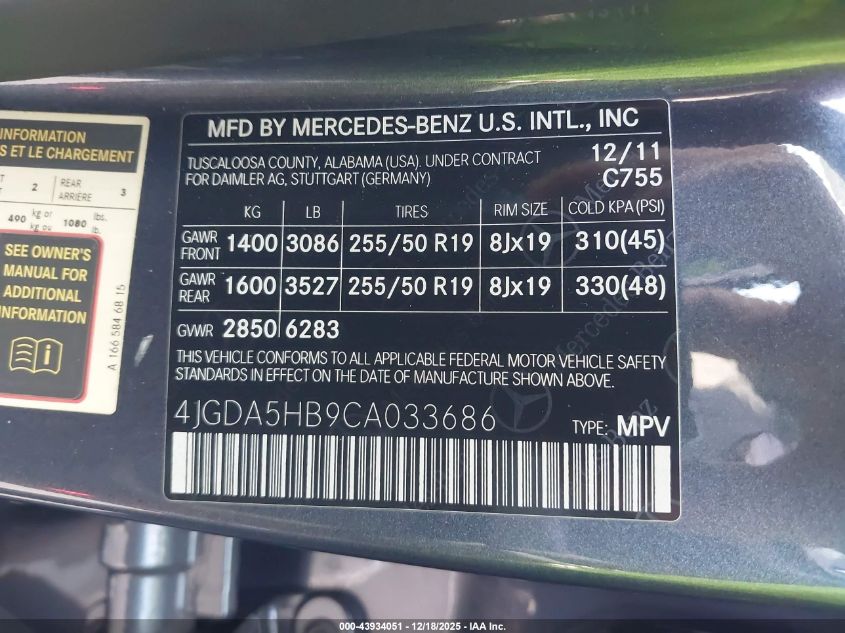 INFORMATION
S ET LE CHARGEMENT
2 REAR ARRIÈRE 3
490 kg or kg ou 1080 lbs. lb.
SEE OWNER'S
MANUAL FOR
ADDITIONAL
INFORMATION
A 166 584 68 15
MFD BY MERCEDES-BENZ U.S. INTL., INC
TUSCALOOSA COUNTY, ALABAMA (USA). UNDER CONTRACT
FOR DAIMLER AG, STUTTGART (GERMANY)
12/11
C755
KG LB TIRES RIM SIZE COLD KPA (PSI)
GAWR FRONT 1400 3086 255/50 R19 8Jx19 310(45)
GAWR REAR 1600 3527 255/50 R19 8Jx19 330(48)
GVWR 2850 6283
THIS VEHICLE CONFORMS TO ALL APPLICABLE FEDERAL MOTOR VEHICLE SAFETY
STANDARDS IN EFFECT ON THE DATE OF MANUFACTURE SHOWN ABOVE.
4JGDA5HB9CA033686
TYPE: MPV
000-43934051 - 12/18/2025 - IAA Inc.